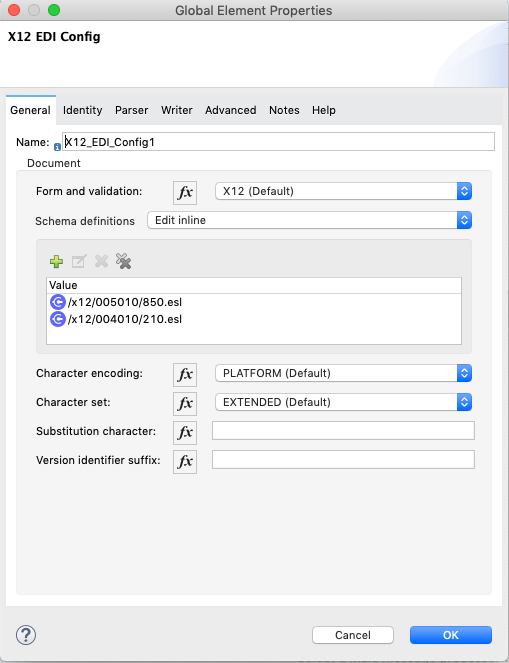 Global Element Properties
X12 EDI Config
General Identity Parser Writer Advanced Notes Help
Name: X12_EDI_Config1
Document
Form and validation: fx X12 (Default)
Schema definitions Edit inline
Value
C /x12/005010/850.esl
C /x12/004010/210.esl
Character encoding: fx PLATFORM (Default)
Character set: fx EXTENDED (Default)
Substitution character: fx
Version identifier suffix: fx
? Cancel OK